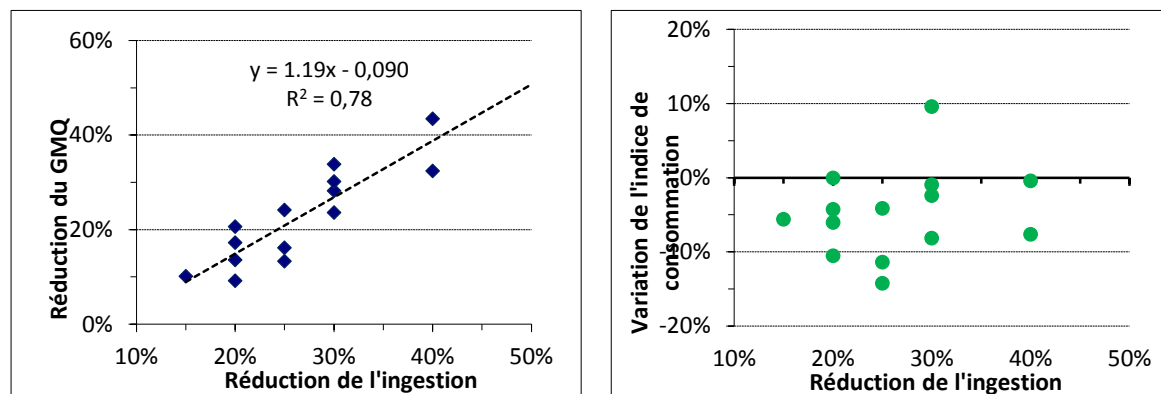 60%
40%
20%
0%
Réduction du GMQ
y = 1.19x - 0,090
R² = 0,78
10% 20% 30% 40% 50%
Réduction de l'ingestion
20%
10%
0%
-10%
-20%
Variation de l'indice de
consommation
10% 20% 30% 40% 50%
Réduction de l'ingestion